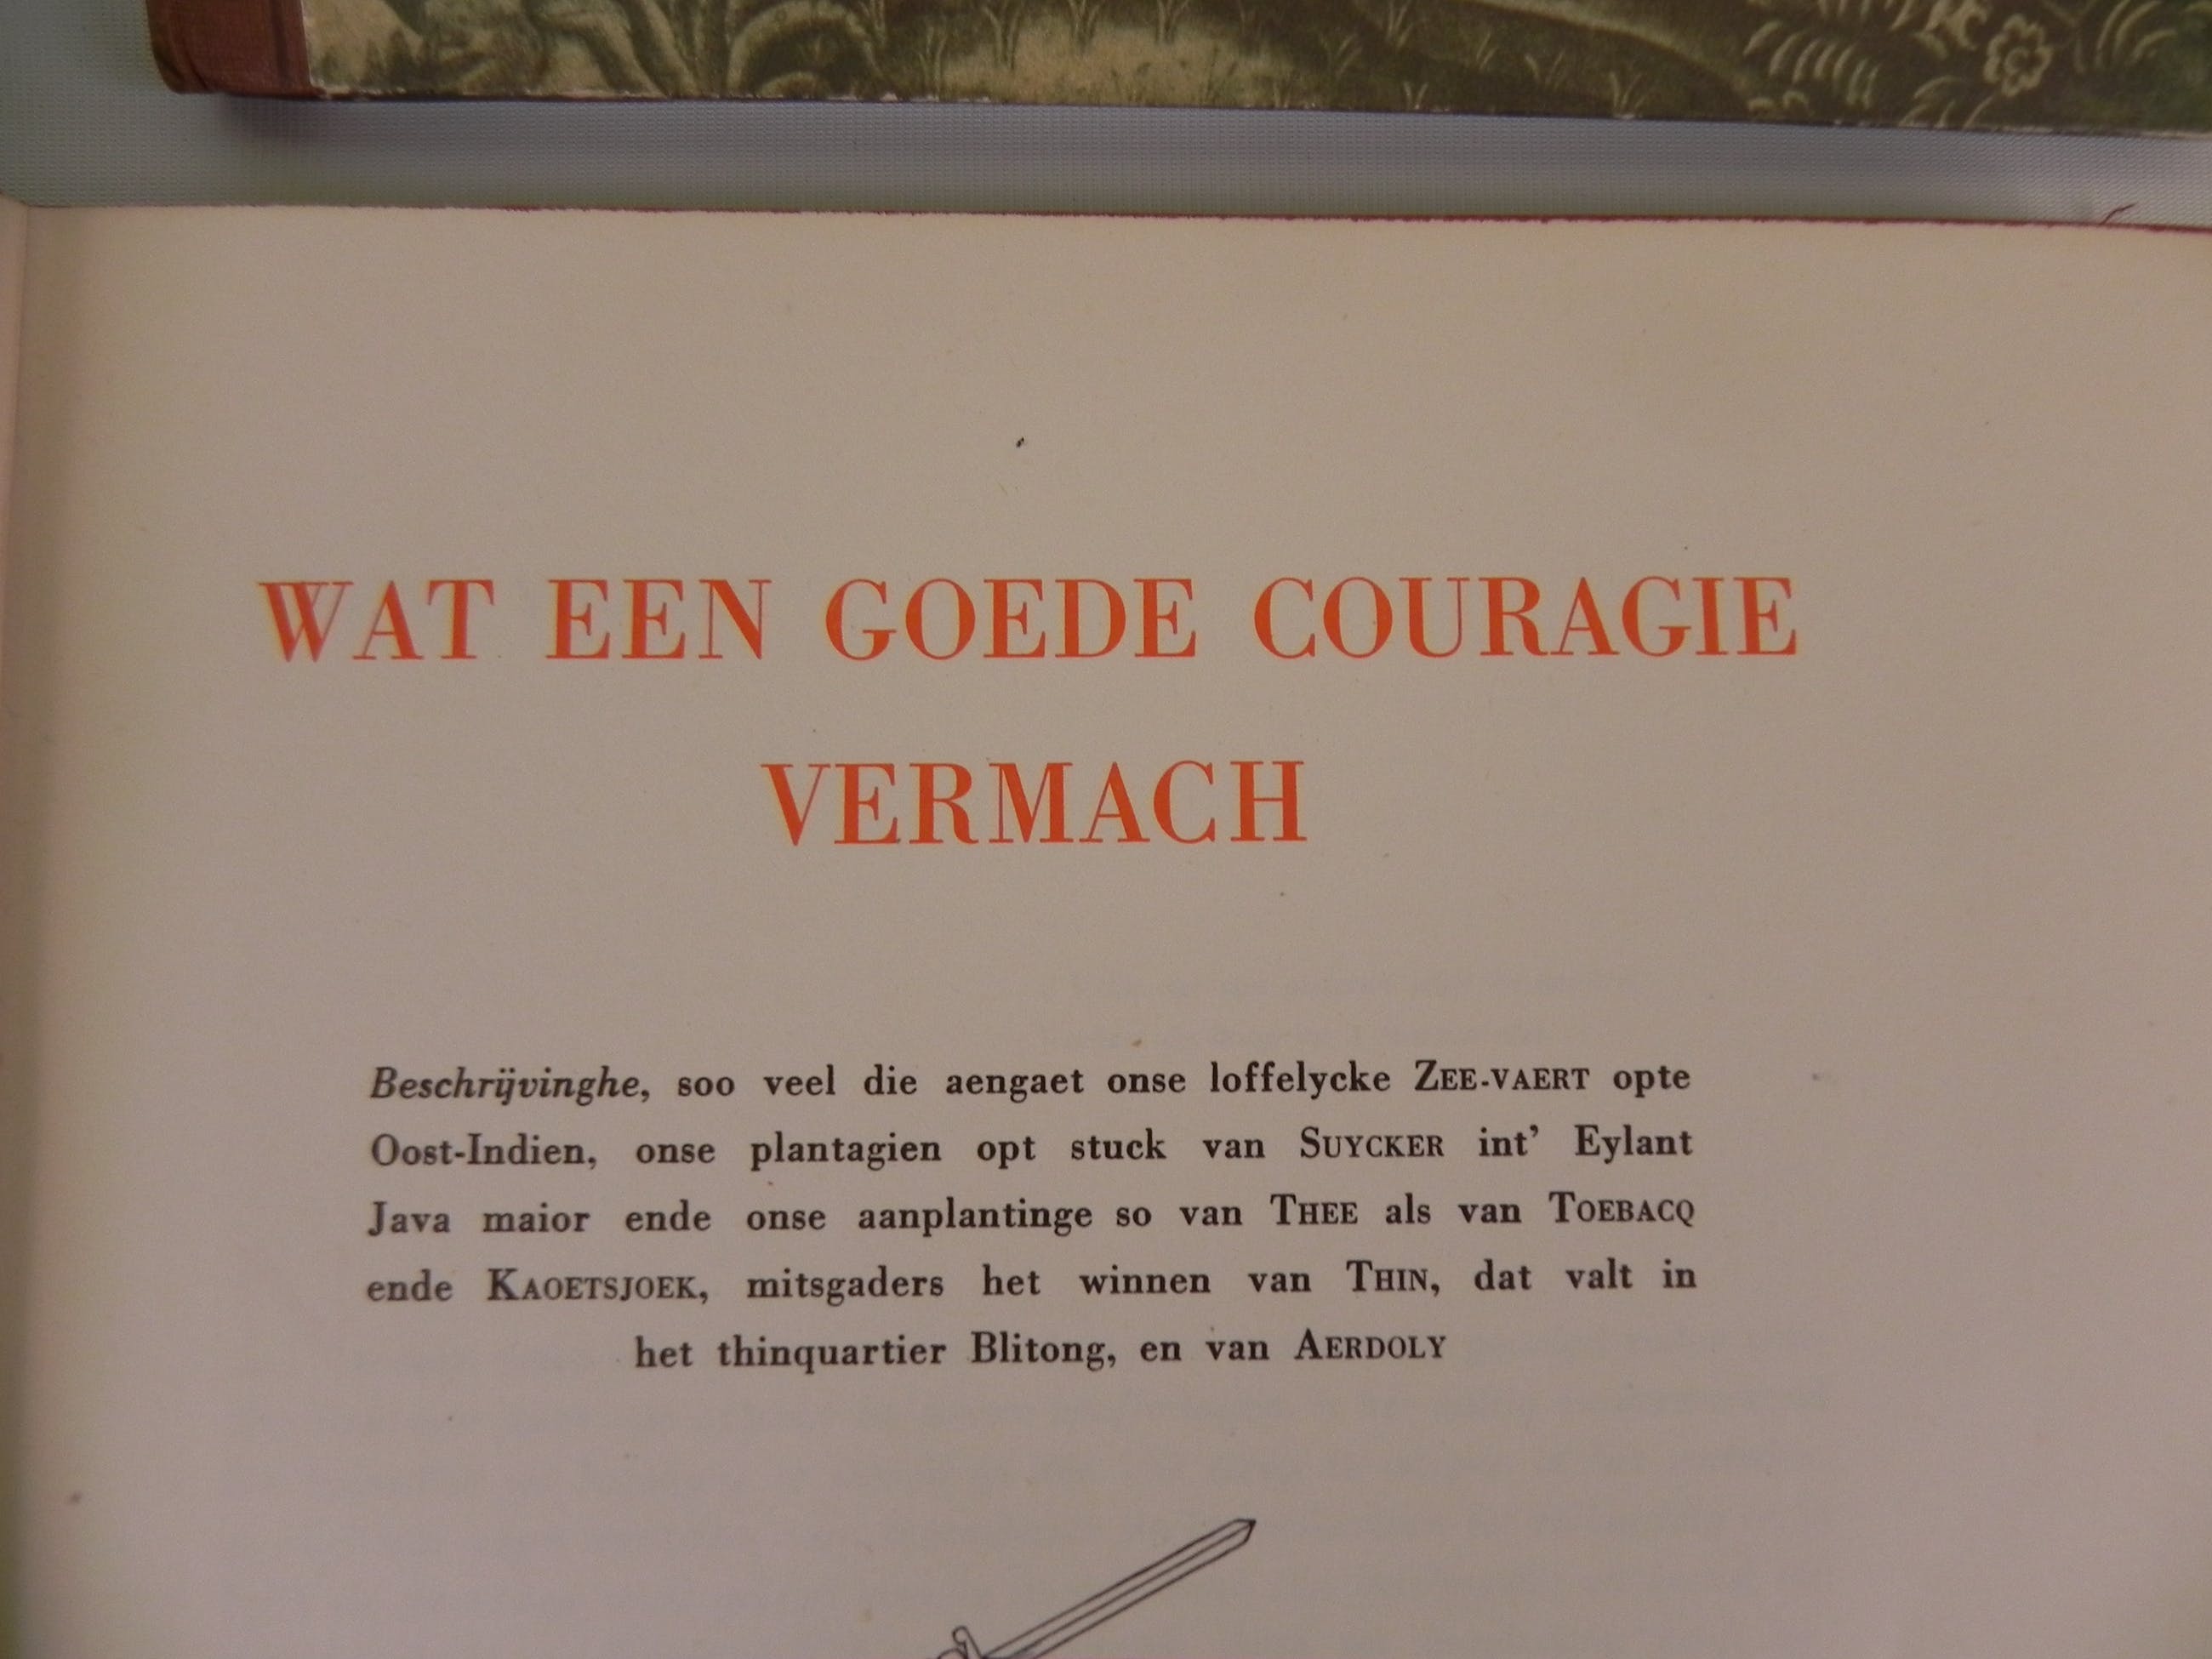 WAT EEN GOEDE COURAGIE
VERMACH
Beschrijvinghe, soo veel die aengaet onse loffelycke ZEE-VAERT opte
Oost-Indien, onse plantagien opt stuck van SUYCKER int' Eylant
Java maior ende onse aanplantinge so van THEE als van TOEBACQ
ende KAOETSJOEK, mitsgaders het winnen van THIN, dat valt in
het thinquartier Blitong, en van AERDOLY